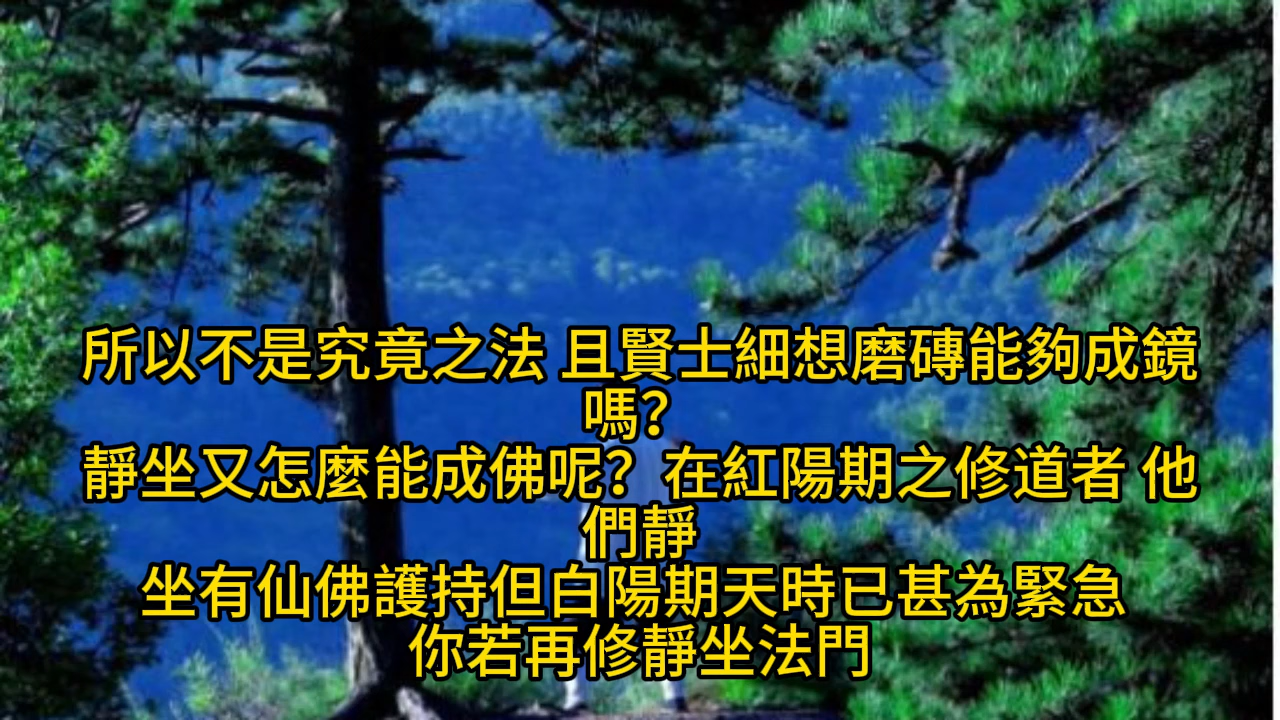 所以不是究竟之法 且賢士細想磨磚能夠成鏡
嗎?
靜坐又怎麼能成佛呢？在紅陽期之修道者 他
們靜
坐有仙佛護持但白陽期天時已甚為緊急
你若再修靜坐法門